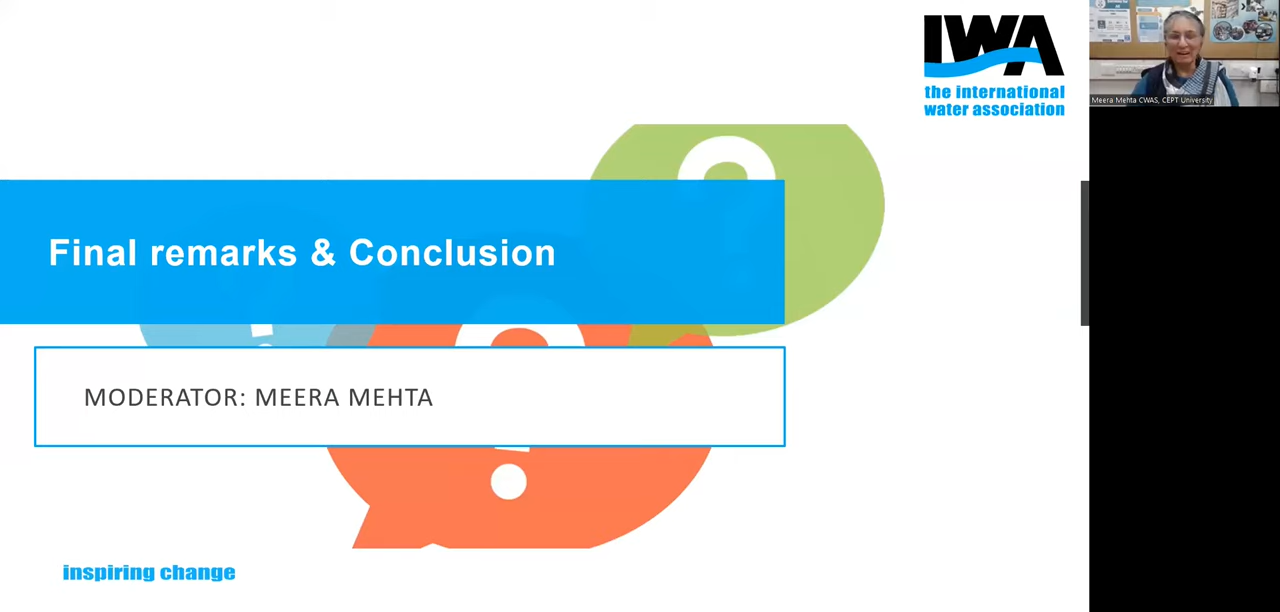 IWA
the international
water association
Meera Mehta CWAS, CEPT University
Final remarks & Conclusion
MODERATOR: MEERA MEHTA
inspiring change